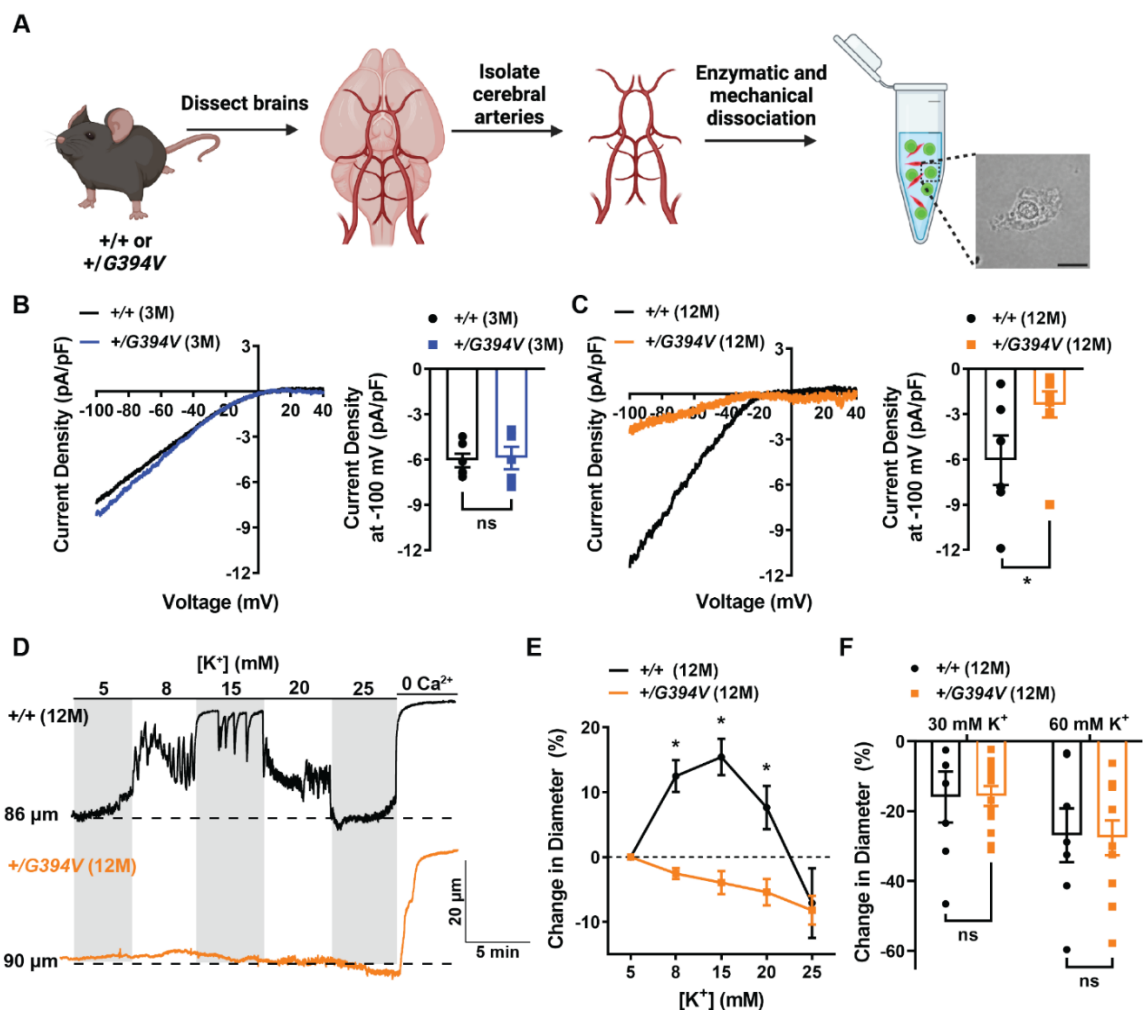 A
Dissect brains
Isolate
cerebral
arteries
Enzymatic and
mechanical
dissociation
+/+ or
+/G394V
B
+/+ (3M)
+/G394V (3M)
Current Density (pA/pF)
3
-100 -80 -60 -40 -20
20
40
-3
-6
-9
-12
Voltage (mV)
+/+ (3M)
+/G394V (3M)
Current Density
at -100 mV (pA/pF)
0
-3
-6
-9
-12
ns
C
+/+ (12M)
+/G394V (12M)
Current Density (pA/pF)
3
-100 -80 -60 -40 -20
20
40
-3
-6
-9
-12
Voltage (mV)
+/+ (12M)
+/G394V (12M)
Current Density
at -100 mV (pA/pF)
0
-3
-6
-9
-12
*
D
[K⁺] (mM)
5 8 15 20 25 0 Ca²⁺
+/+ (12M)
86 µm
+/G394V (12M)
90 µm
20 µm
5 min
E
+/+ (12M)
+/G394V (12M)
Change in Diameter (%)
20
10
0
-10
* * *
5 8 15 20 25
[K⁺] (mM)
F
+/+ (12M)
+/G394V (12M)
30 mM K⁺ 60 mM K⁺
Change in Diameter (%)
0
-20
-40
-60
ns
ns